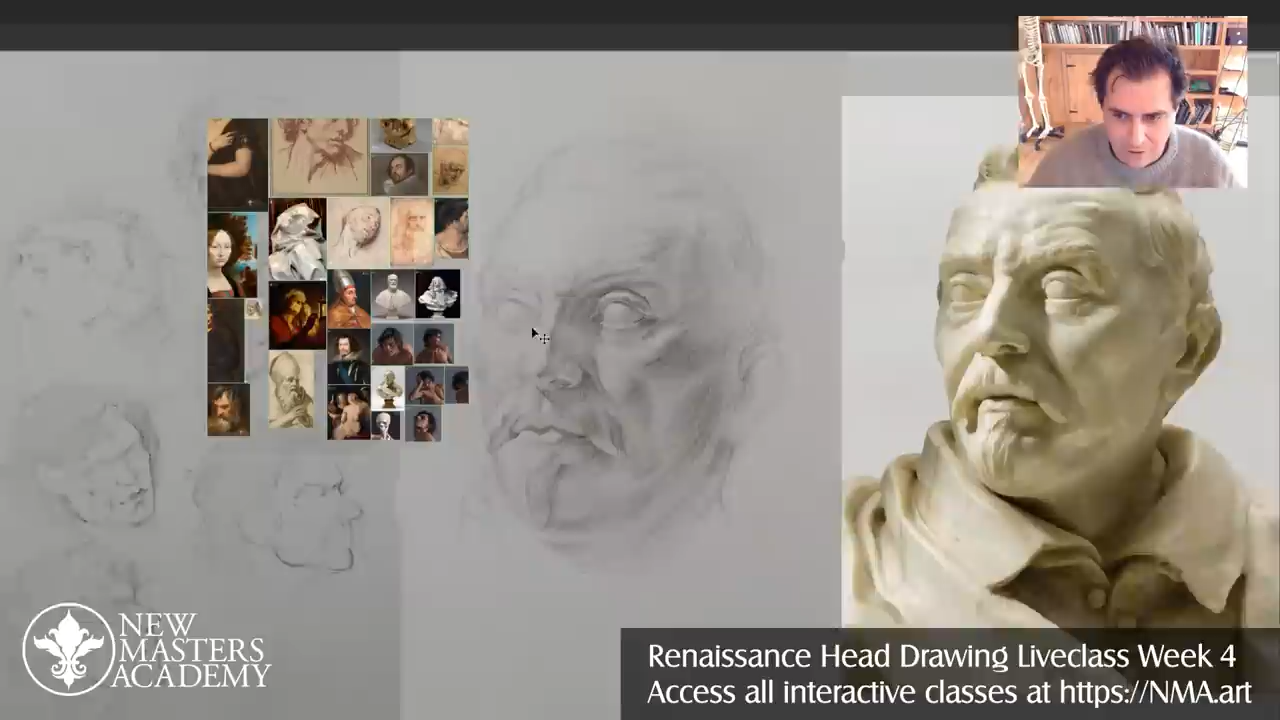 NEW
MASTERS
ACADEMY
Renaissance Head Drawing Liveclass Week 4
Access all interactive classes at https://NMA.art